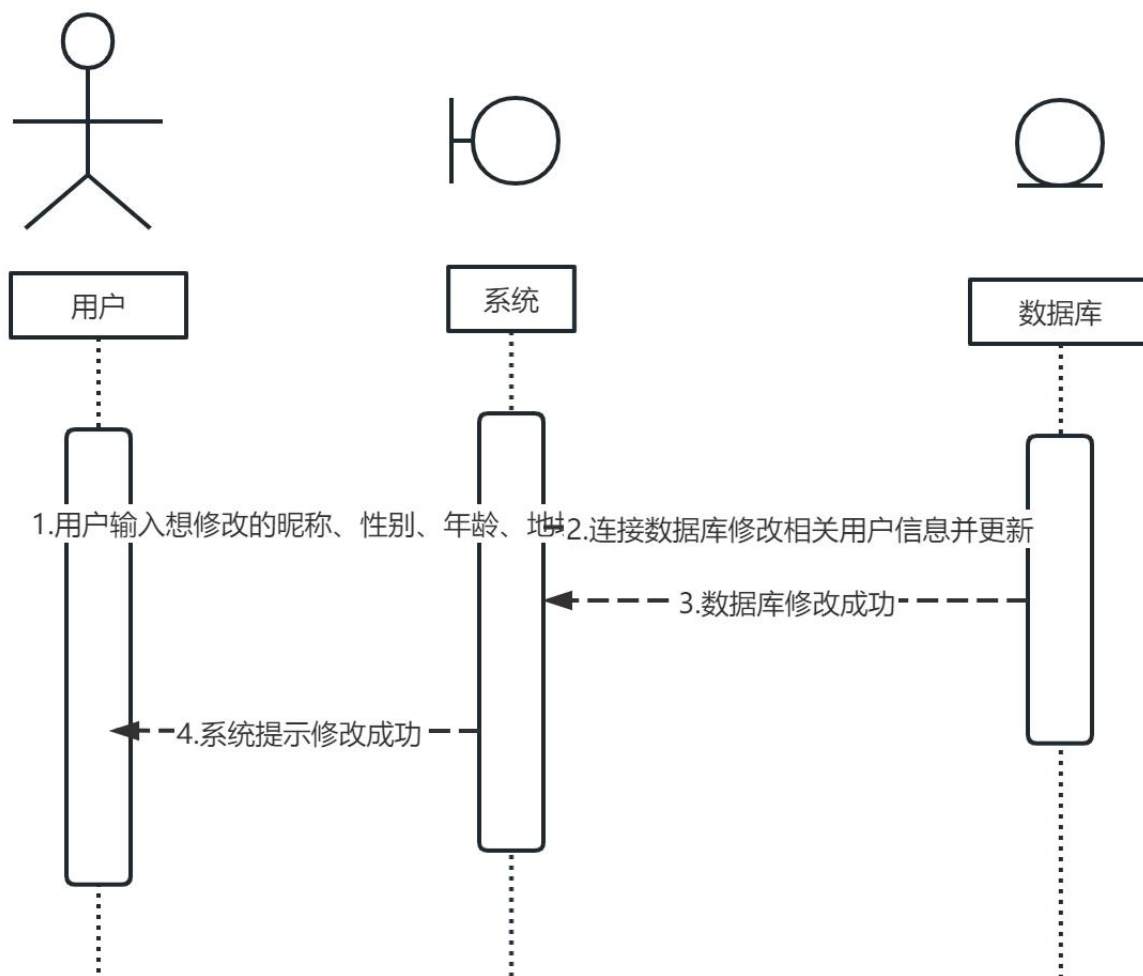 用户
系统
数据库
1.用户输入想修改的昵称、性别、年龄、
2.连接数据库修改相关用户信息并更新
3.数据库修改成功
4.系统提示修改成功